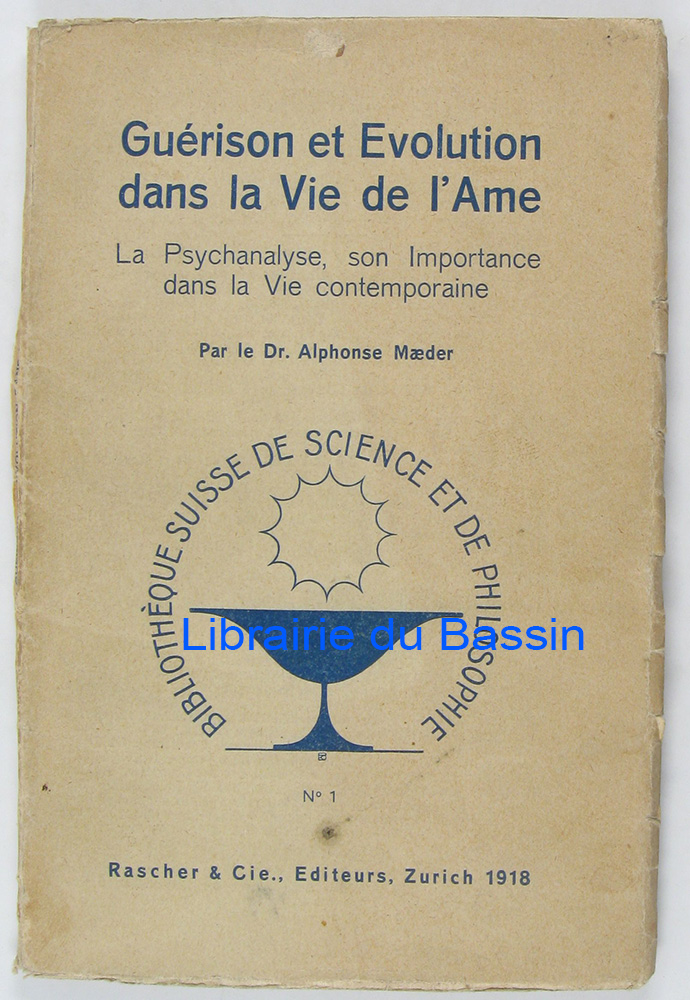 Guérison et Evolution
dans la Vie de l'Ame
La Psychanalyse, son Importance
dans la Vie contemporaine
Par le Dr. Alphonse Mæder
BIBLIOTHÈQUE SUISSE DE SCIENCE ET DE PHILOSOPHIE
Librairie du Bassin
Nº 1
Rascher & Cie., Editeurs, Zurich 1918